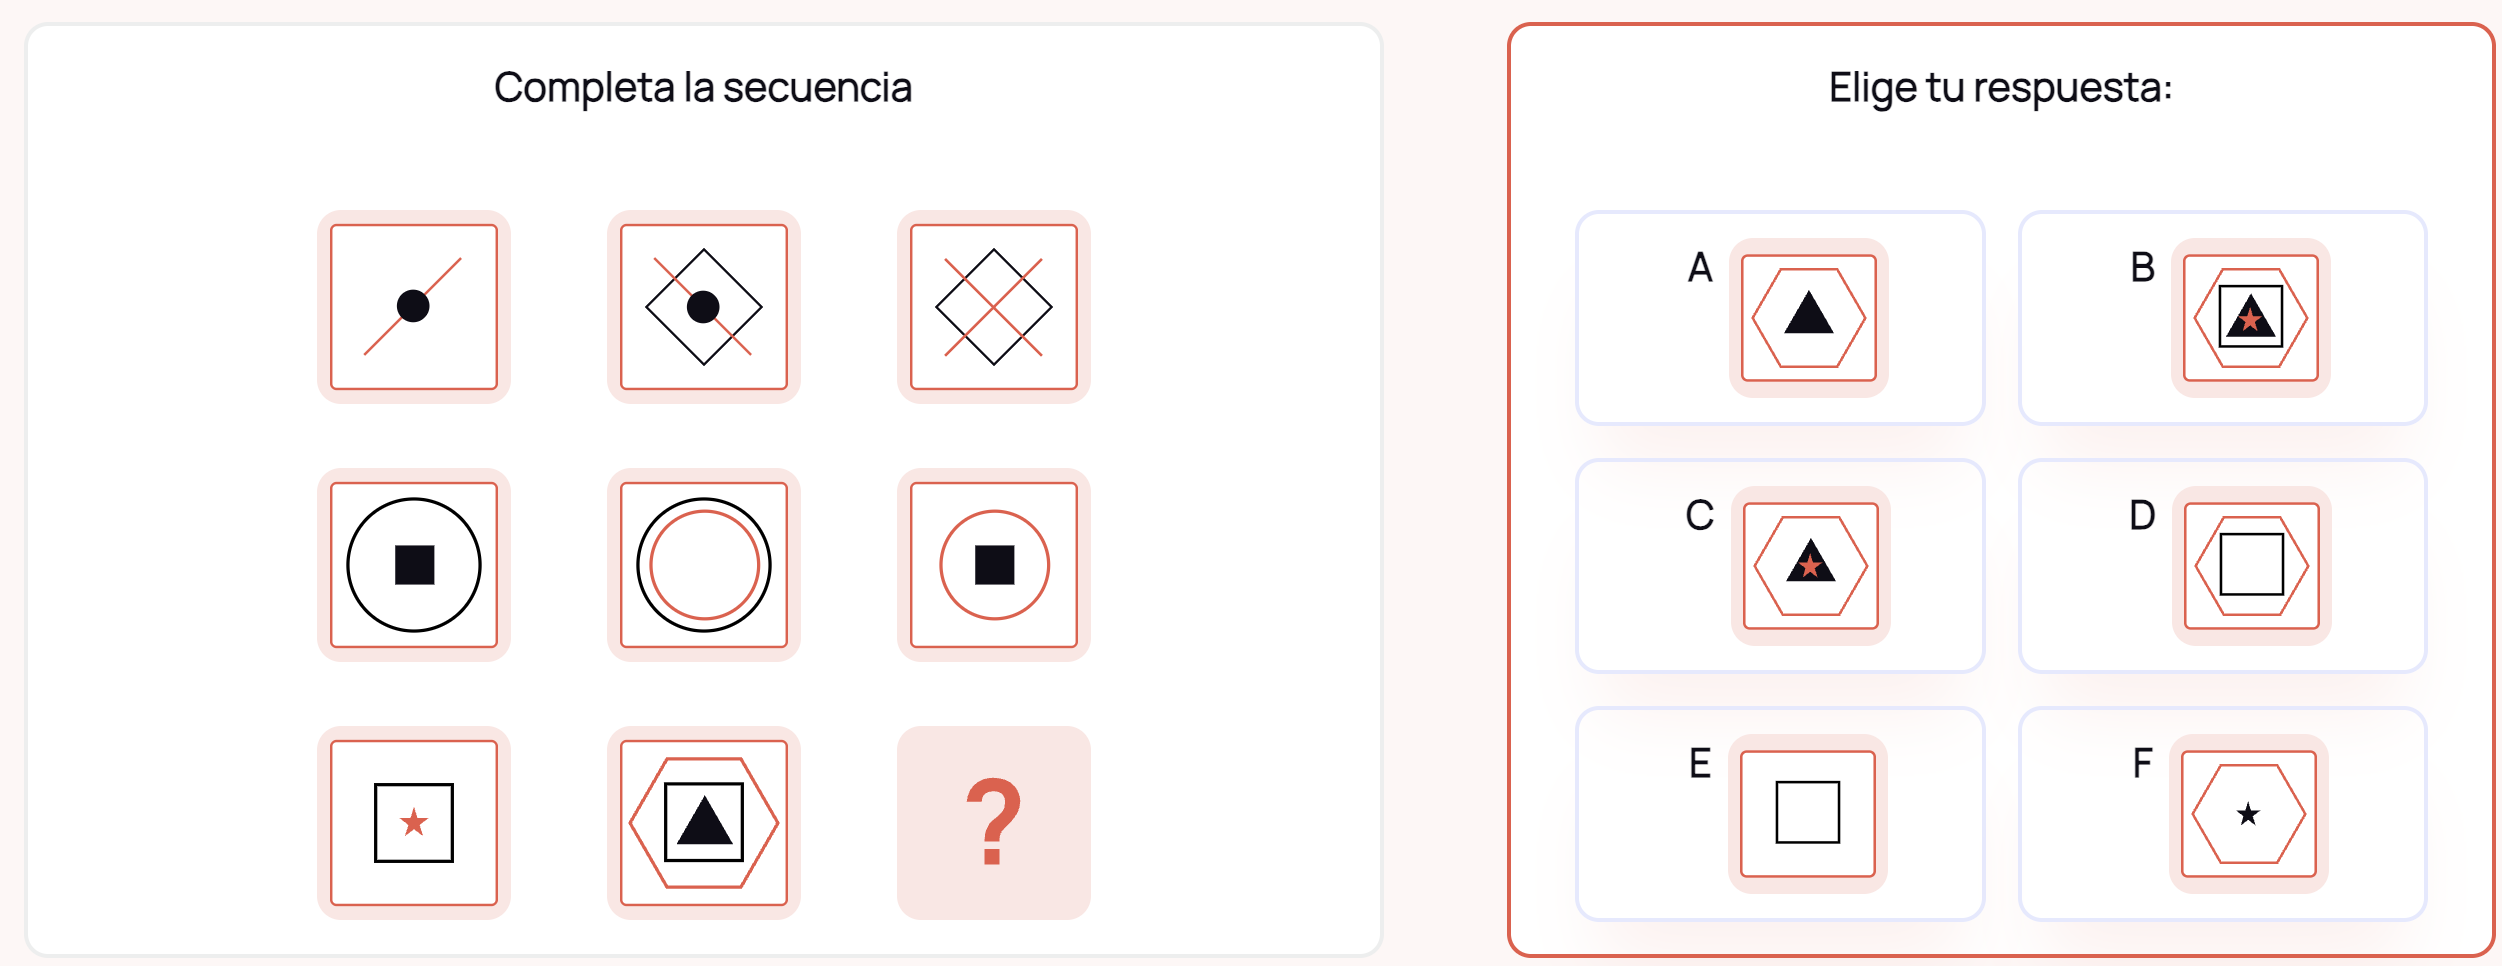 Completa la secuencia
?
Elige tu respuesta:
A
B
C
D
E
F